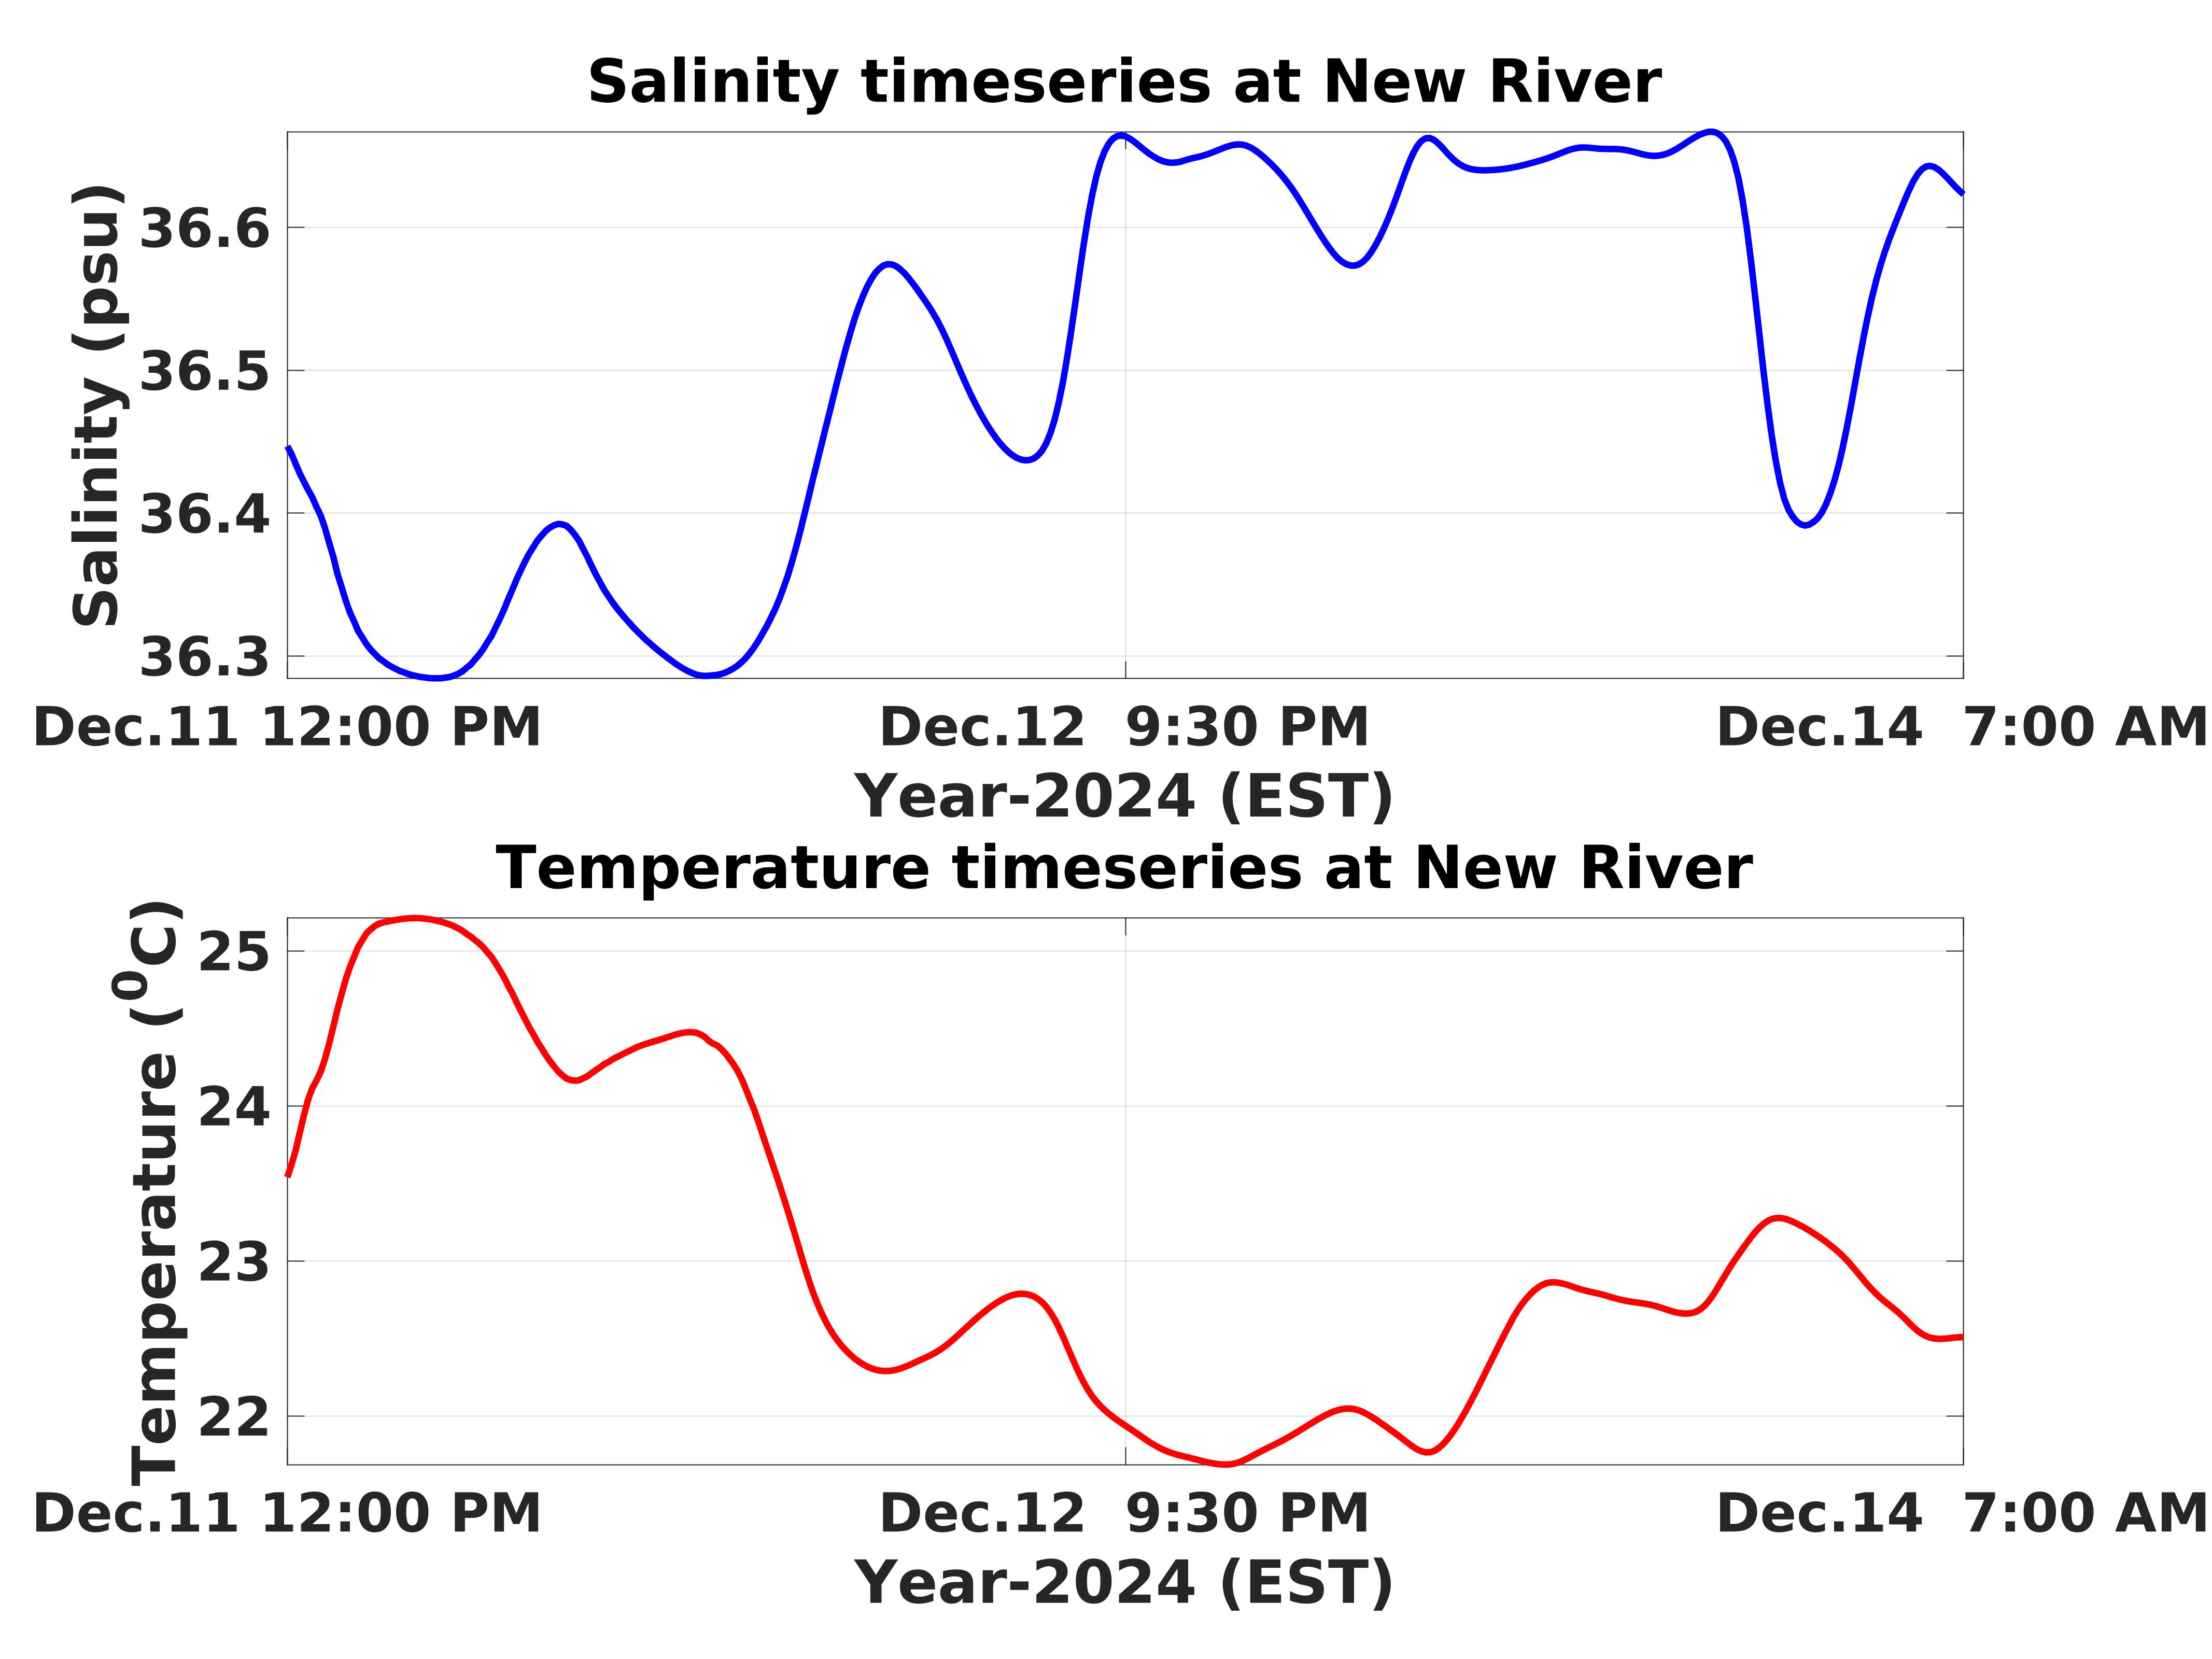 Salinity timeseries at New River
Salinity (psu)
36.6
36.5
36.4
36.3
Dec.11 12:00 PM Dec.12 9:30 PM Dec.14 7:00 AM
Year-2024 (EST)
Temperature timeseries at New River
Temperature (⁰C)
25
24
23
22
Dec.11 12:00 PM Dec.12 9:30 PM Dec.14 7:00 AM
Year-2024 (EST)